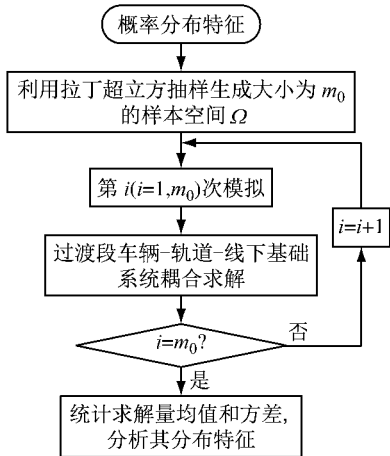 概率分布特征
利用拉丁超立方抽样生成大小为 m₀
的样本空间 Ω
第 i(i=1,m₀)次模拟
i=i+1
过渡段车辆-轨道-线下基础
系统耦合求解
i=m₀?
否
是
统计求解量均值和方差,
分析其分布特征